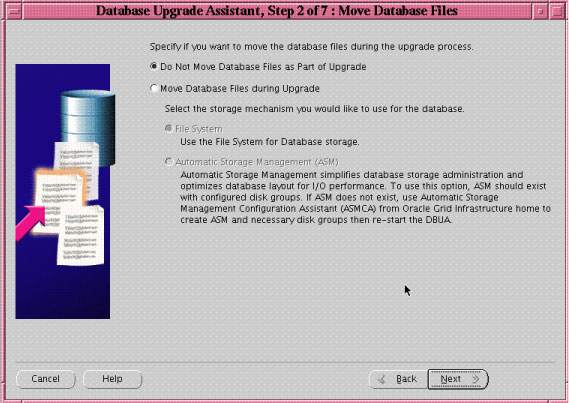 Database Upgrade Assistant, Step 2 of 7 : Move Database Files
Specify if you want to move the database files during the upgrade process.
Do Not Move Database Files as Part of Upgrade
Move Database Files during Upgrade
Select the storage mechanism you would like to use for the database.
File System
Use the File System for Database storage.
Automatic Storage Management (ASM)
Automatic Storage Management simplifies database storage administration and
optimizes database layout for I/O performance. To use this option, ASM should exist
with configured disk groups. If ASM does not exist, use Automatic Storage
Management Configuration Assistant (ASMCA) from Oracle Grid Infrastructure home to
create ASM and necessary disk groups then re-start the DBUA.
Cancel
Help
Back
Next